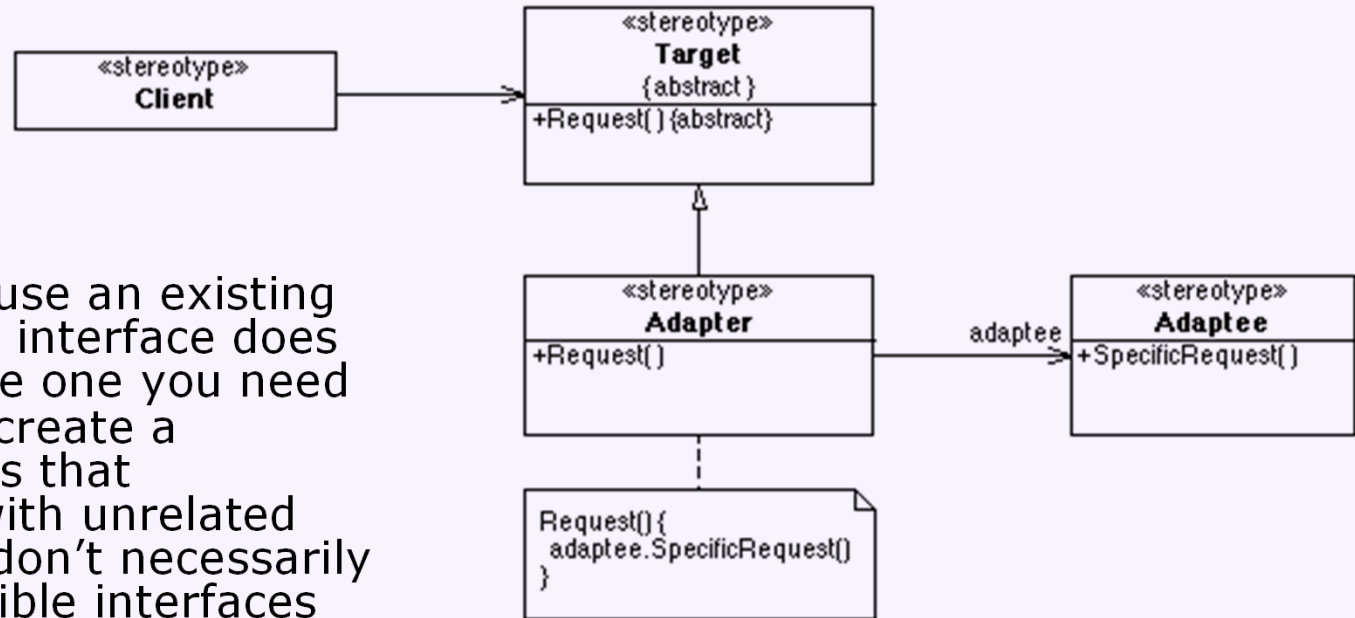 «stereotype»
Client
«stereotype»
Target
{abstract}
+Request() {abstract}
«stereotype»
Adapter
+Request()
adaptee
«stereotype»
Adaptee
+SpecificRequest()
Request() {
adaptee.SpecificRequest()
}
use an existing
interface does
e one you need
create a
s that
with unrelated
don't necessarily
ible interfaces